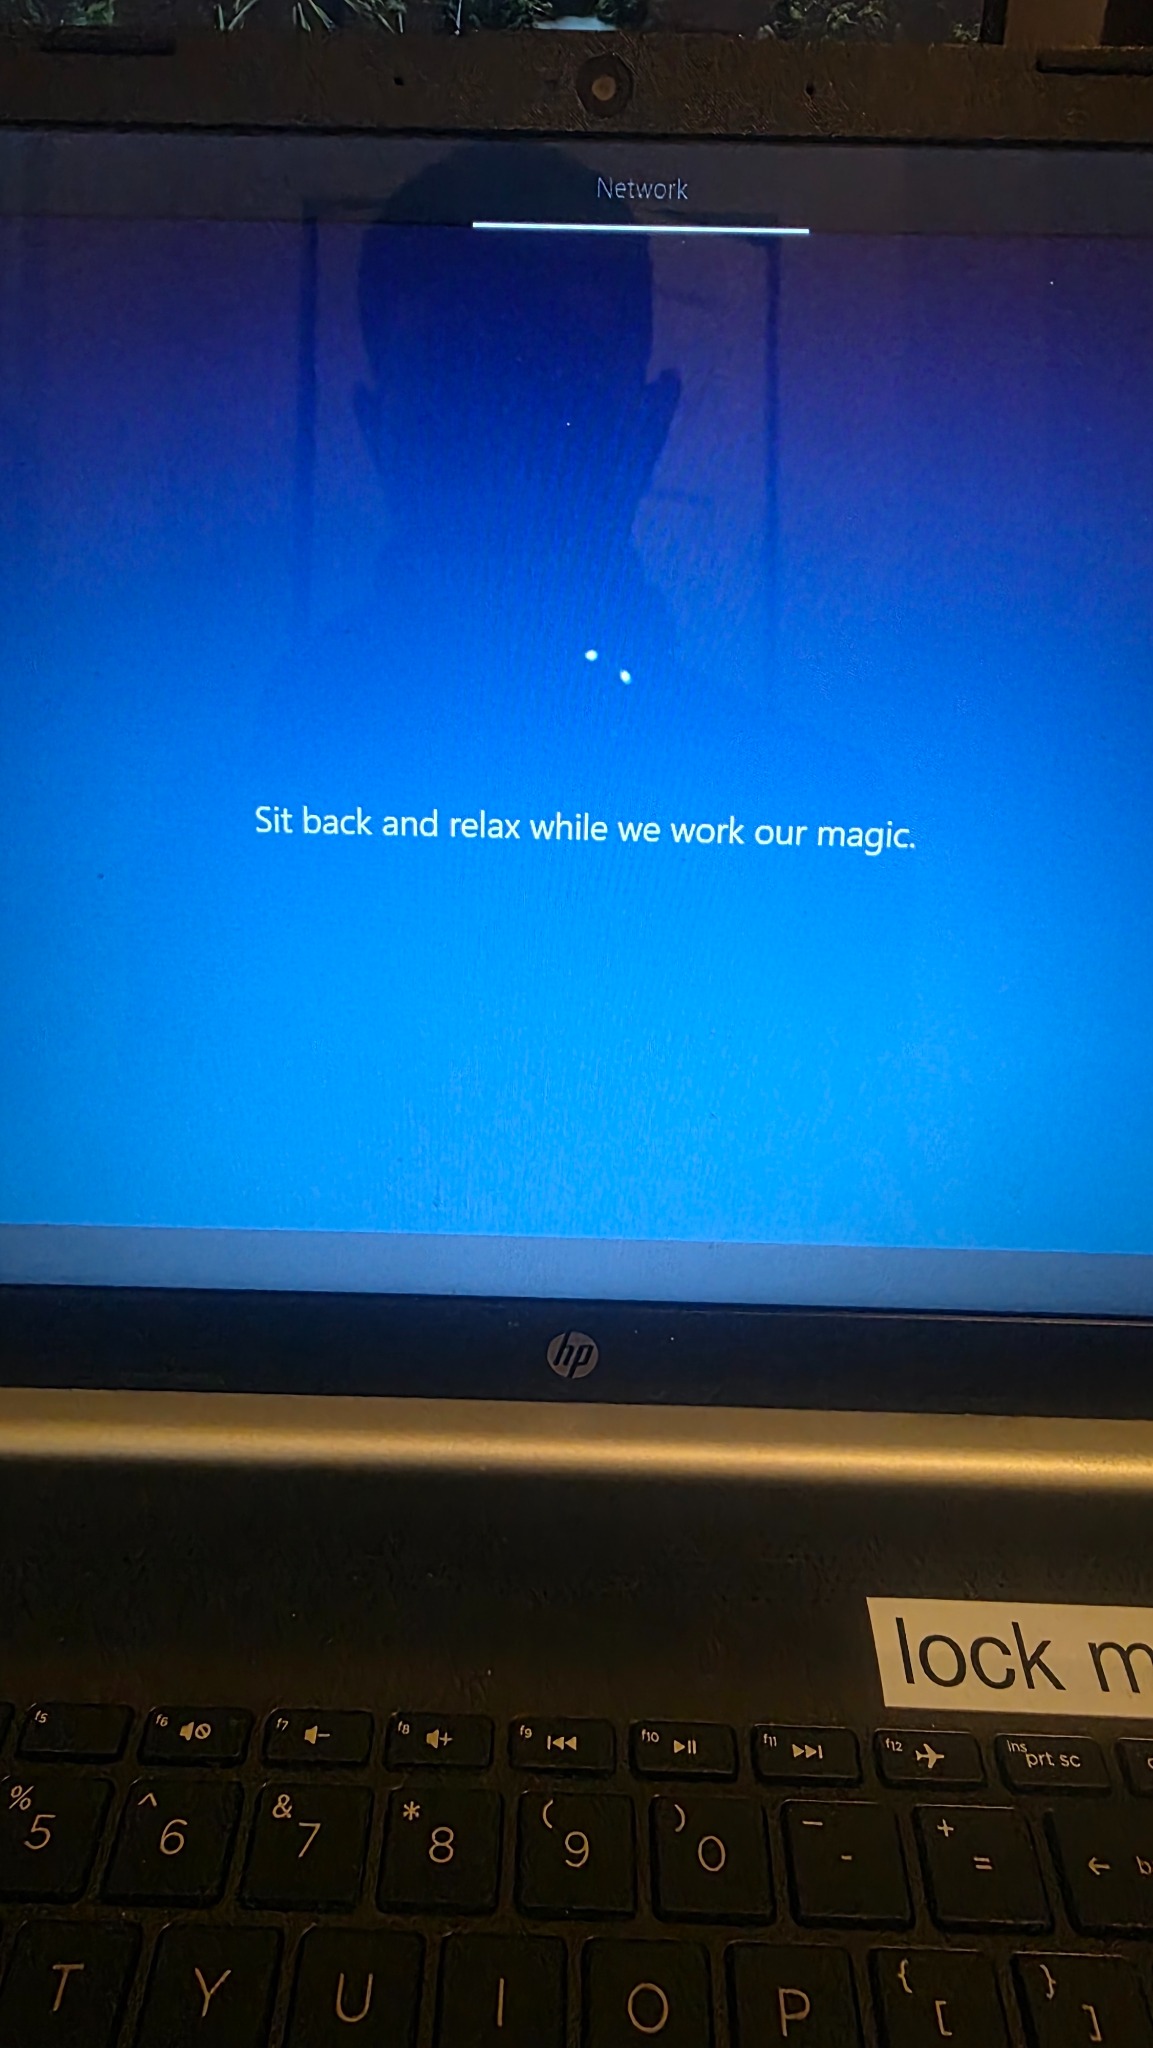 Network
Sit back and relax while we work our magic.
hp
lock
f5 f6 f7 f8 f9 f10 f11 f12 ins prt sc
% 5 ^ 6 & 7 * 8 ( 9 ) 0 — - + = ←
T Y U I O P { [ } ]